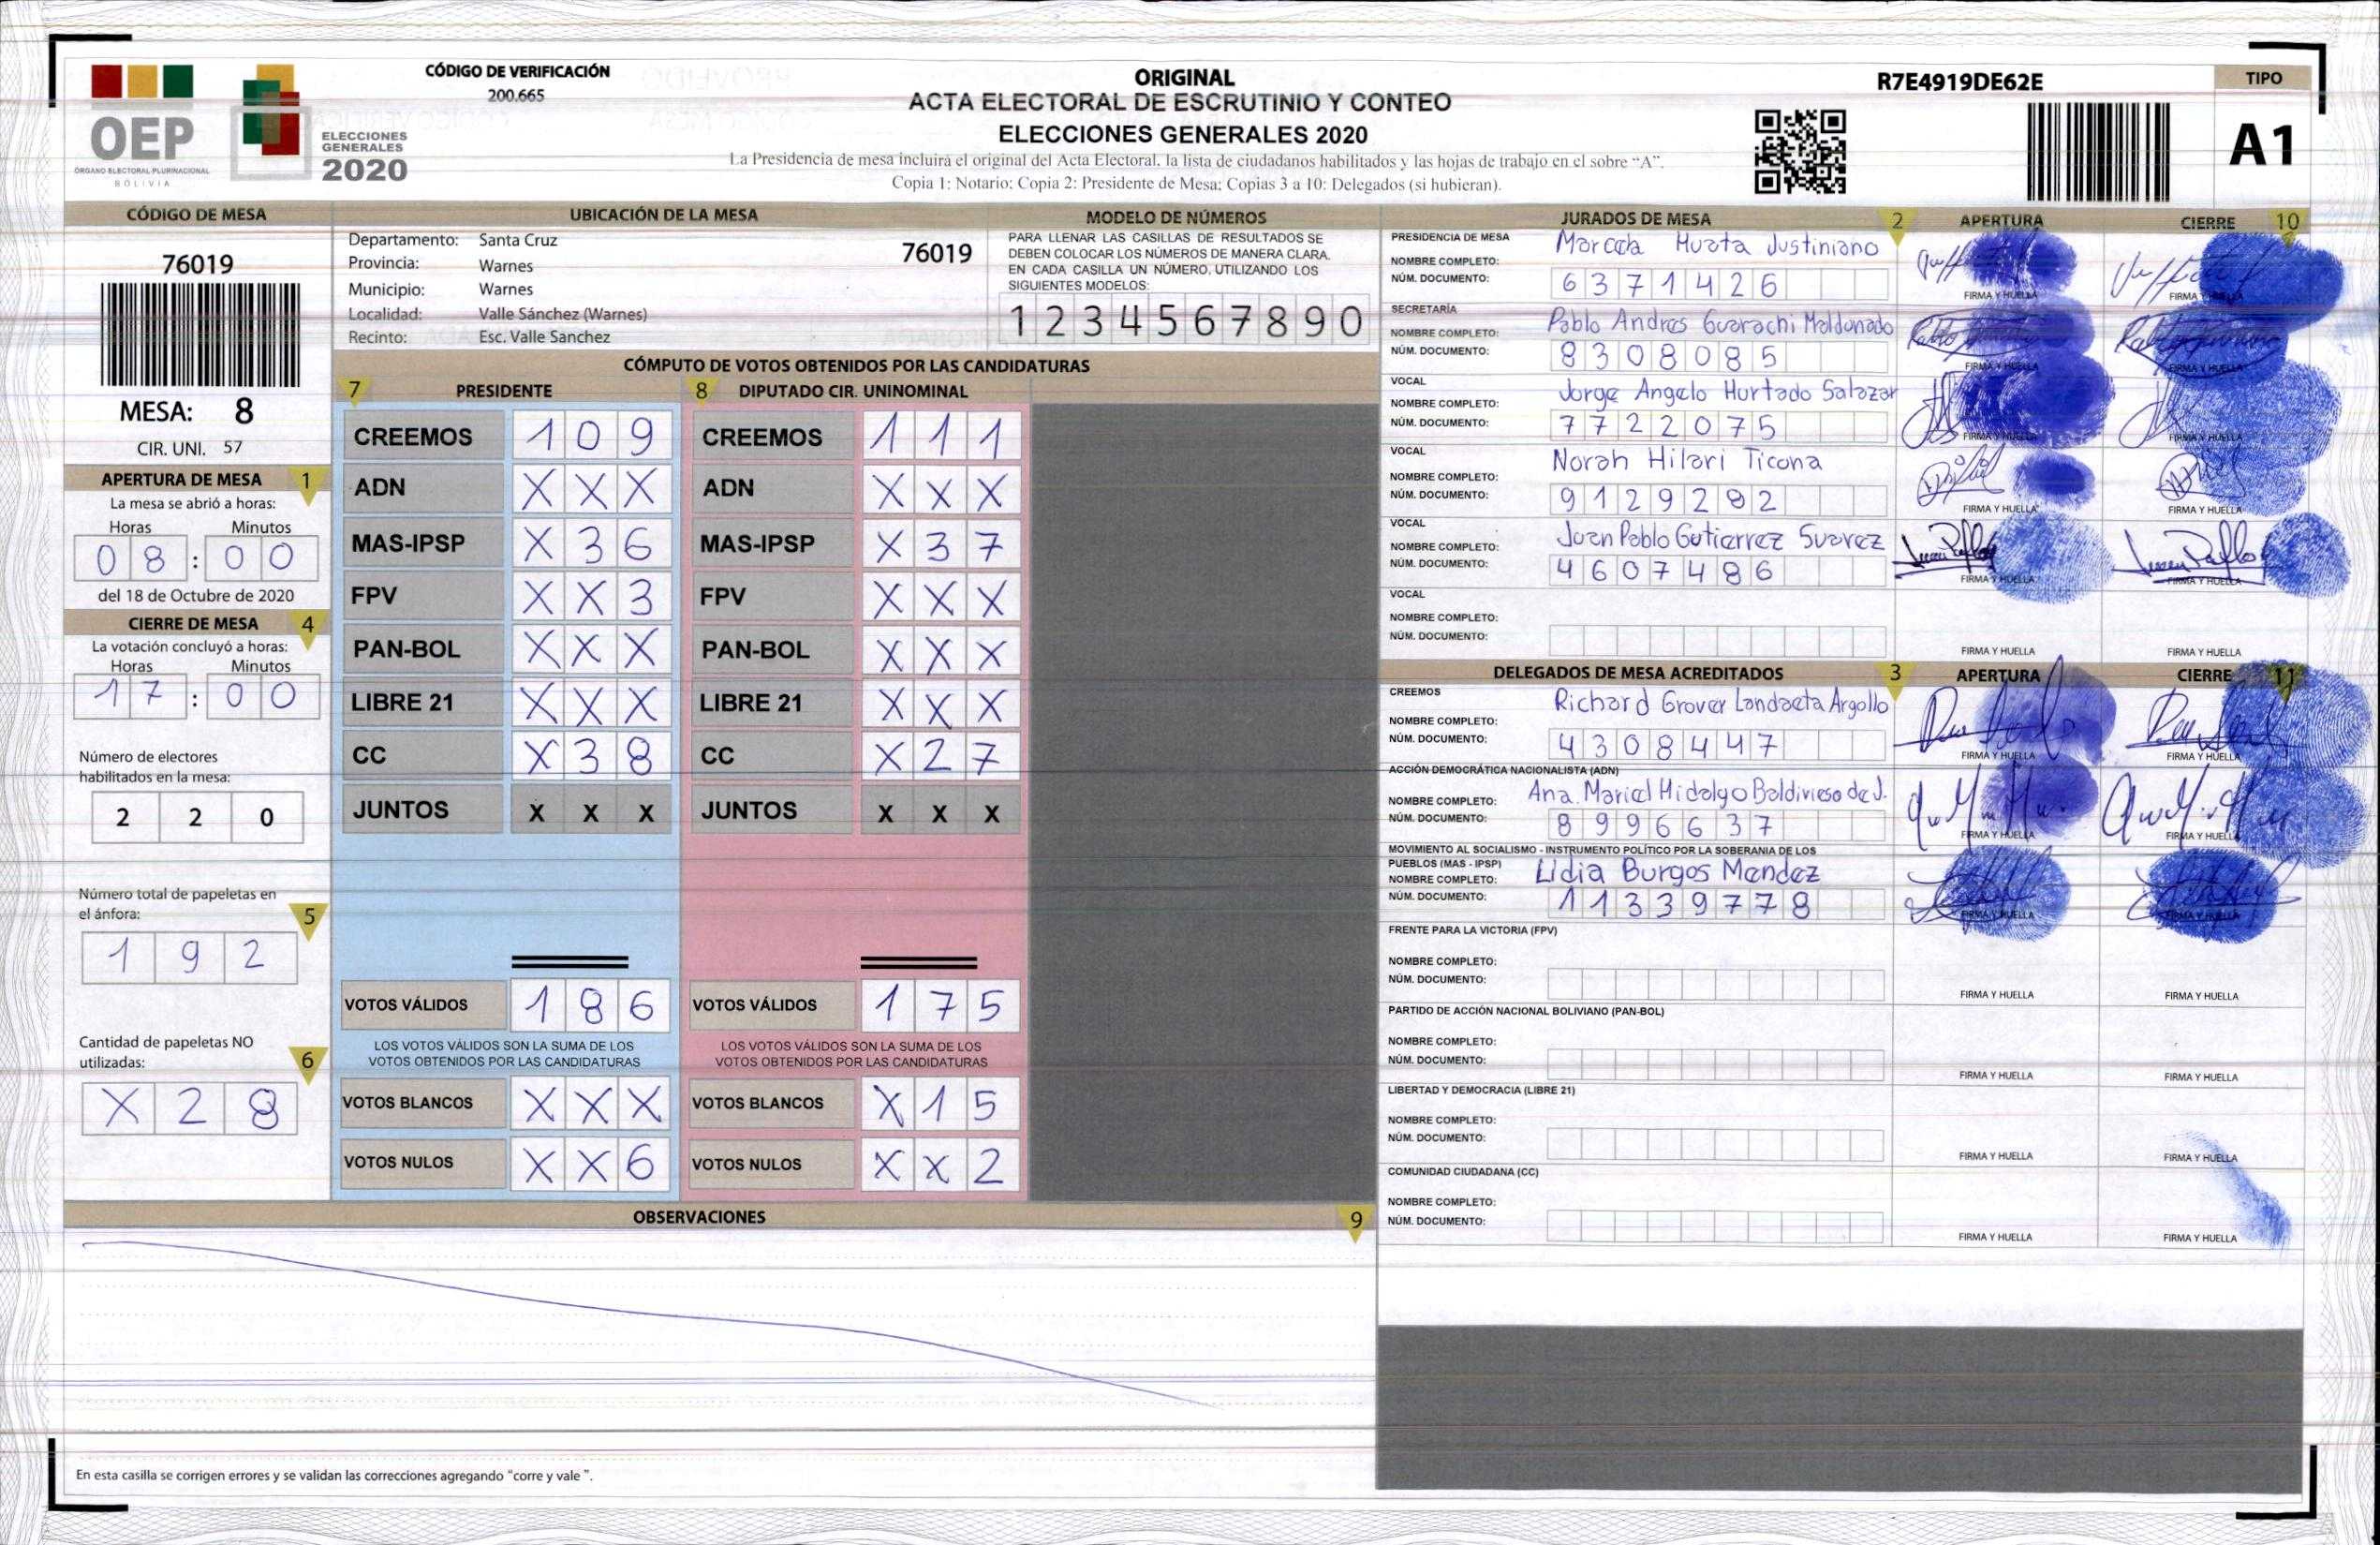 OEP
ÓRGANO ELECTORAL PLURINACIONAL
BOLIVIA
ELECCIONES
GENERALES
2020
CÓDIGO DE VERIFICACIÓN
200.665
ORIGINAL
ACTA ELECTORAL DE ESCRUTINIO Y CONTEO
ELECCIONES GENERALES 2020
La Presidencia de mesa incluirá el original del Acta Electoral, la lista de ciudadanos habilitados y las hojas de trabajo en el sobre “A”.
Copia 1: Notario; Copia 2: Presidente de Mesa; Copias 3 a 10: Delegados (si hubieran).
R7E4919DE62E
TIPO
A1
CÓDIGO DE MESA
76019
MESA: 8
CIR. UNI. 57
APERTURA DE MESA 1
La mesa se abrió a horas:
Horas Minutos
08 : 00
del 18 de Octubre de 2020
CIERRE DE MESA 4
La votación concluyó a horas:
Horas Minutos
17 : 00
Número de electores
habilitados en la mesa:
2 2 0
Número total de papeletas en
el ánfora: 5
1 9 2
Cantidad de papeletas NO
utilizadas: 6
X 2 8
UBICACIÓN DE LA MESA
Departamento: Santa Cruz 76019
Provincia: Warnes
Municipio: Warnes
Localidad: Valle Sánchez (Warnes)
Recinto: Esc. Valle Sanchez
MODELO DE NÚMEROS
PARA LLENAR LAS CASILLAS DE RESULTADOS SE
DEBEN COLOCAR LOS NÚMEROS DE MANERA CLARA.
EN CADA CASILLA UN NÚMERO, UTILIZANDO LOS
SIGUIENTES MODELOS:
1 2 3 4 5 6 7 8 9 0
CÓMPUTO DE VOTOS OBTENIDOS POR LAS CANDIDATURAS
7 PRESIDENTE 8 DIPUTADO CIR. UNINOMINAL
CREEMOS 1 0 9 CREEMOS 1 1 1
ADN X X X ADN X X X
MAS-IPSP X 3 6 MAS-IPSP X 3 7
FPV X X 3 FPV X X X
PAN-BOL X X X PAN-BOL X X X
LIBRE 21 X X X LIBRE 21 X X X
CC X 3 8 CC X 2 7
JUNTOS X X X JUNTOS X X X
VOTOS VÁLIDOS 1 8 6 VOTOS VÁLIDOS 1 7 5
LOS VOTOS VÁLIDOS SON LA SUMA DE LOS LOS VOTOS VÁLIDOS SON LA SUMA DE LOS
VOTOS OBTENIDOS POR LAS CANDIDATURAS VOTOS OBTENIDOS POR LAS CANDIDATURAS
VOTOS BLANCOS X X X VOTOS BLANCOS X 1 5
VOTOS NULOS X X 6 VOTOS NULOS X X 2
OBSERVACIONES 9
En esta casilla se corrigen errores y se validan las correcciones agregando “corre y vale ”.
JURADOS DE MESA 2 APERTURA CIERRE 10
PRESIDENCIA DE MESA
NOMBRE COMPLETO: Marcela Huata Justiniano
NÚM. DOCUMENTO: 6371426
FIRMA Y HUELLA FIRMA Y HUELLA
SECRETARÍA
NOMBRE COMPLETO: Pablo Andres Guarachi Maldonado
NÚM. DOCUMENTO: 8308085
FIRMA Y HUELLA FIRMA Y HUELLA
VOCAL
NOMBRE COMPLETO: Jorge Angelo Hurtado Salazar
NÚM. DOCUMENTO: 7722075
FIRMA Y HUELLA FIRMA Y HUELLA
VOCAL
NOMBRE COMPLETO: Norah Hilari Ticona
NÚM. DOCUMENTO: 9129282
FIRMA Y HUELLA FIRMA Y HUELLA
VOCAL
NOMBRE COMPLETO: Juan Pablo Gutierrez Suarez
NÚM. DOCUMENTO: 4607486
FIRMA Y HUELLA FIRMA Y HUELLA
VOCAL
NOMBRE COMPLETO:
NÚM. DOCUMENTO:
FIRMA Y HUELLA FIRMA Y HUELLA
DELEGADOS DE MESA ACREDITADOS 3 APERTURA CIERRE 11
CREEMOS
NOMBRE COMPLETO: Richard Grover Landaeta Argollo
NÚM. DOCUMENTO: 4308447
FIRMA Y HUELLA FIRMA Y HUELLA
ACCIÓN DEMOCRÁTICA NACIONALISTA (ADN)
NOMBRE COMPLETO: Ana Mariel Hidalgo Baldivieso de J.
NÚM. DOCUMENTO: 8996637
FIRMA Y HUELLA FIRMA Y HUELLA
MOVIMIENTO AL SOCIALISMO - INSTRUMENTO POLÍTICO POR LA SOBERANIA DE LOS
PUEBLOS (MAS - IPSP)
NOMBRE COMPLETO: Lidia Burgos Mendez
NÚM. DOCUMENTO: 11339778
FIRMA Y HUELLA FIRMA Y HUELLA
FRENTE PARA LA VICTORIA (FPV)
NOMBRE COMPLETO:
NÚM. DOCUMENTO:
FIRMA Y HUELLA FIRMA Y HUELLA
PARTIDO DE ACCIÓN NACIONAL BOLIVIANO (PAN-BOL)
NOMBRE COMPLETO:
NÚM. DOCUMENTO:
FIRMA Y HUELLA FIRMA Y HUELLA
LIBERTAD Y DEMOCRACIA (LIBRE 21)
NOMBRE COMPLETO:
NÚM. DOCUMENTO:
FIRMA Y HUELLA FIRMA Y HUELLA
COMUNIDAD CIUDADANA (CC)
NOMBRE COMPLETO:
NÚM. DOCUMENTO:
FIRMA Y HUELLA FIRMA Y HUELLA